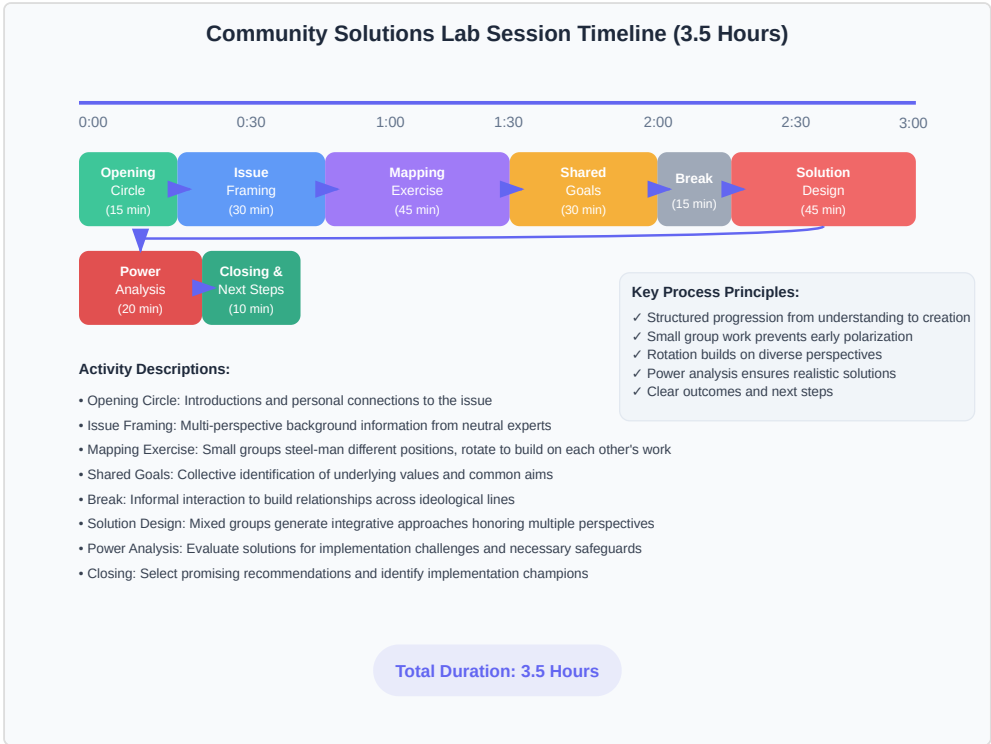 Community Solutions Lab Session Timeline (3.5 Hours)
0:00
0:30
1:00
1:30
2:00
2:30
3:00
Opening
Circle
(15 min)
Issue
Framing
(30 min)
Mapping
Exercise
(45 min)
Shared
Goals
(30 min)
Break
(15 min)
Solution
Design
(45 min)
Power
Analysis
(20 min)
Closing &
Next Steps
(10 min)
Key Process Principles:
✓ Structured progression from understanding to creation
✓ Small group work prevents early polarization
✓ Rotation builds on diverse perspectives
✓ Power analysis ensures realistic solutions
✓ Clear outcomes and next steps
Activity Descriptions:
• Opening Circle: Introductions and personal connections to the issue
• Issue Framing: Multi-perspective background information from neutral experts
• Mapping Exercise: Small groups steel-man different positions, rotate to build on each other's work
• Shared Goals: Collective identification of underlying values and common aims
• Break: Informal interaction to build relationships across ideological lines
• Solution Design: Mixed groups generate integrative approaches honoring multiple perspectives
• Power Analysis: Evaluate solutions for implementation challenges and necessary safeguards
• Closing: Select promising recommendations and identify implementation champions
Total Duration: 3.5 Hours